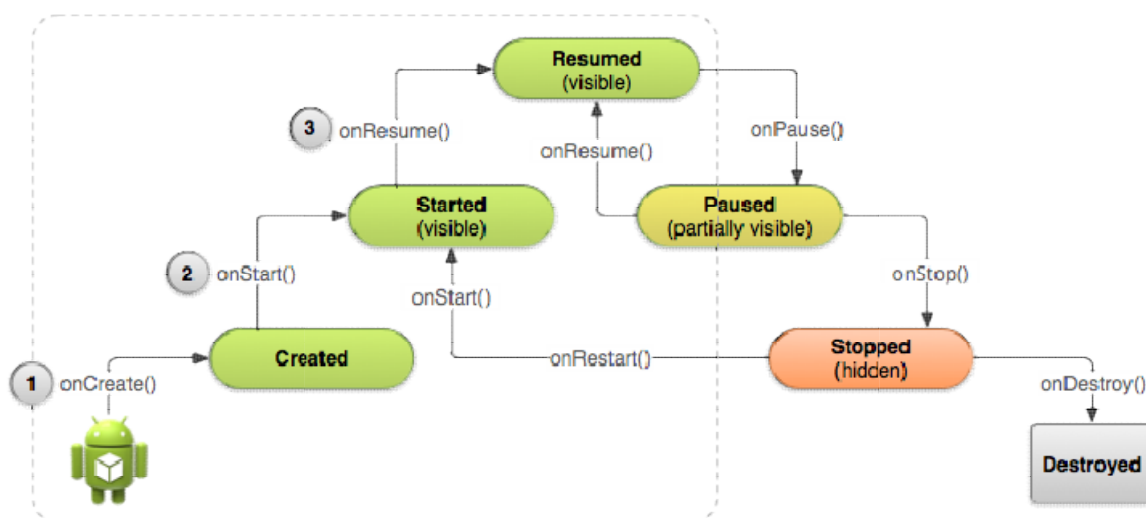 Resumed
(visible)
3
onResume()
onPause()
onResume()
Started
(visible)
Paused
(partially visible)
2
onStart()
onStart()
onStop()
Created
onRestart()
Stopped
(hidden)
1
onCreate()
onDestroy()
Destroyed